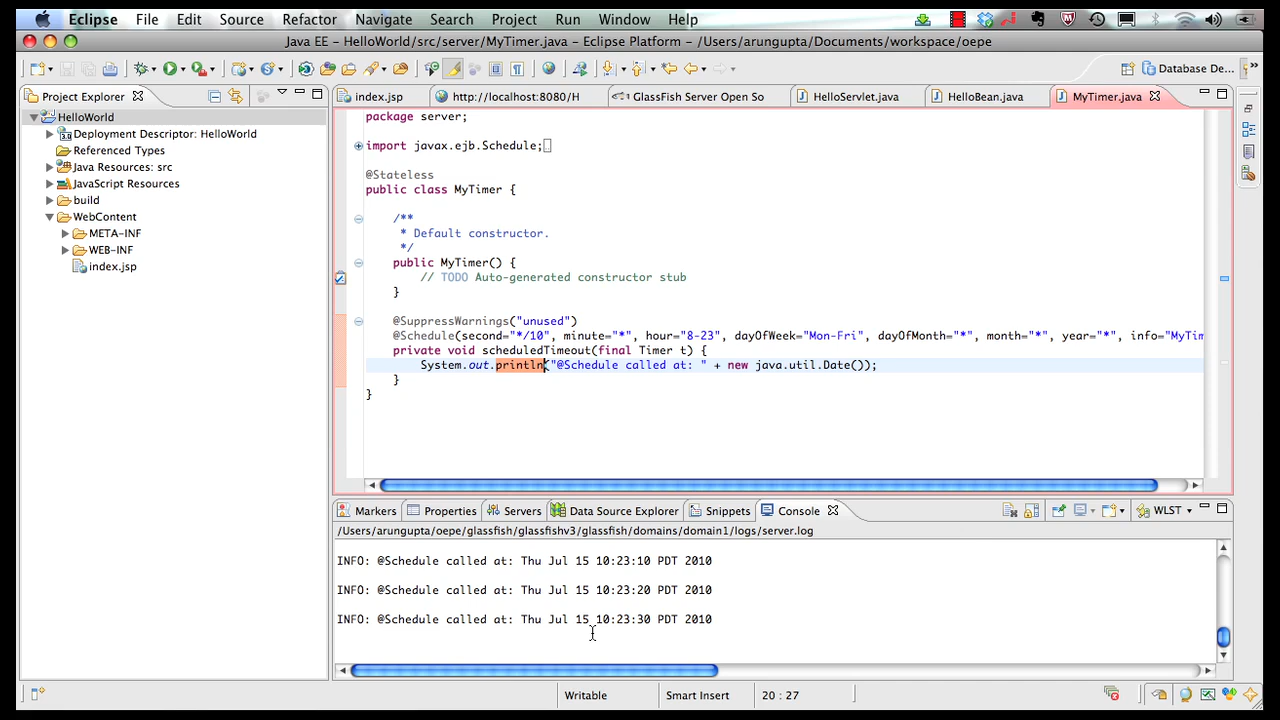 Eclipse File Edit Source Refactor Navigate Search Project Run Window Help
Java EE – HelloWorld/src/server/MyTimer.java – Eclipse Platform – /Users/arungupta/Documents/workspace/oepe
Database De...
Project Explorer
index.jsp http://localhost:8080/H GlassFish Server Open So HelloServlet.java HelloBean.java MyTimer.java
HelloWorld
Deployment Descriptor: HelloWorld
Referenced Types
Java Resources: src
JavaScript Resources
build
WebContent
META-INF
WEB-INF
index.jsp
package server;
import javax.ejb.Schedule;
@Stateless
public class MyTimer {
/**
* Default constructor.
*/
public MyTimer() {
// TODO Auto-generated constructor stub
}
@SuppressWarnings("unused")
@Schedule(second="*/10", minute="*", hour="8-23", dayOfWeek="Mon-Fri", dayOfMonth="*", month="*", year="*", info="MyTim
private void scheduledTimeout(final Timer t) {
System.out.println("@Schedule called at: " + new java.util.Date());
}
}
Markers Properties Servers Data Source Explorer Snippets Console WLST
/Users/arungupta/oepe/glassfish/glassfishv3/glassfish/domains/domain1/logs/server.log
INFO: @Schedule called at: Thu Jul 15 10:23:10 PDT 2010
INFO: @Schedule called at: Thu Jul 15 10:23:20 PDT 2010
INFO: @Schedule called at: Thu Jul 15 10:23:30 PDT 2010
Writable Smart Insert 20 : 27